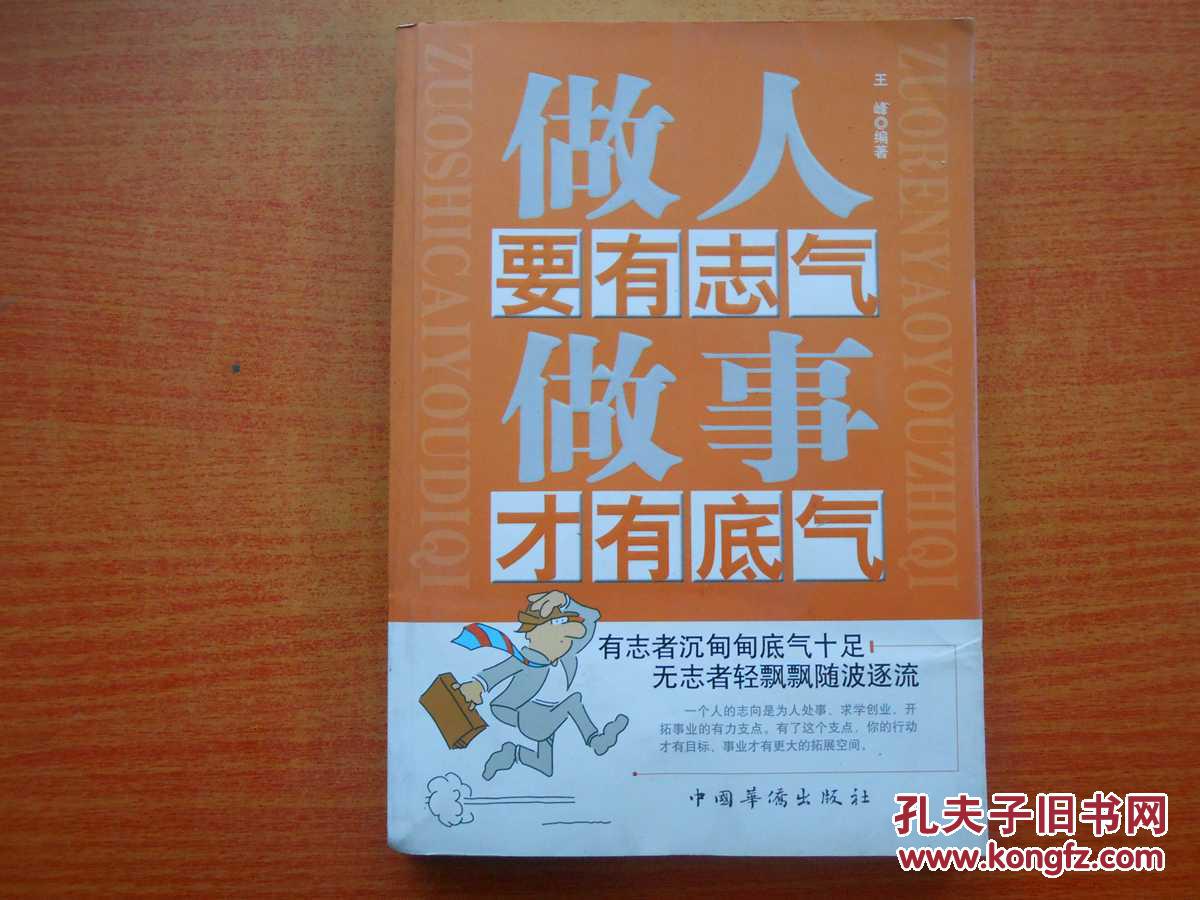 做人
要有志气
做事
才有底气
王峰 编著
ZUORENYAOYOUZHIQI
ZUOSHICAIYOUDIQI
有志者沉甸甸底气十足
无志者轻飘飘随波逐流
一个人的志向是为人处事、求学创业、开
拓事业的有力支点。有了这个支点，你的行动
才有目标、事业才有更大的拓展空间。
中國華僑出版社
孔夫子旧书网
www.kongfz.com